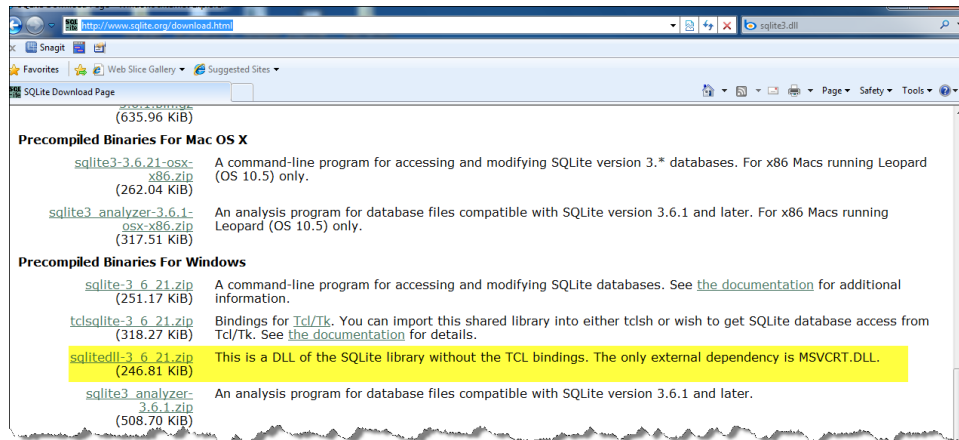 http://www.sqlite.org/download.html
sqlite3.dll
x Snagit
Favorites Web Slice Gallery Suggested Sites
SQLite Download Page
Page Safety Tools
(635.96 KiB)
Precompiled Binaries For Mac OS X
sqlite3-3.6.21-osx-
x86.zip
(262.04 KiB)
A command-line program for accessing and modifying SQLite version 3.* databases. For x86 Macs running Leopard
(OS 10.5) only.
sqlite3_analyzer-3.6.1-
osx-x86.zip
(317.51 KiB)
An analysis program for database files compatible with SQLite version 3.6.1 and later. For x86 Macs running
Leopard (OS 10.5) only.
Precompiled Binaries For Windows
sqlite-3_6_21.zip
(251.17 KiB)
A command-line program for accessing and modifying SQLite databases. See the documentation for additional
information.
tclsqlite-3_6_21.zip
(318.27 KiB)
Bindings for Tcl/Tk. You can import this shared library into either tclsh or wish to get SQLite database access from
Tcl/Tk. See the documentation for details.
sqlitedll-3_6_21.zip
(246.81 KiB)
This is a DLL of the SQLite library without the TCL bindings. The only external dependency is MSVCRT.DLL.
sqlite3_analyzer-
3.6.1.zip
(508.70 KiB)
An analysis program for database files compatible with SQLite version 3.6.1 and later.